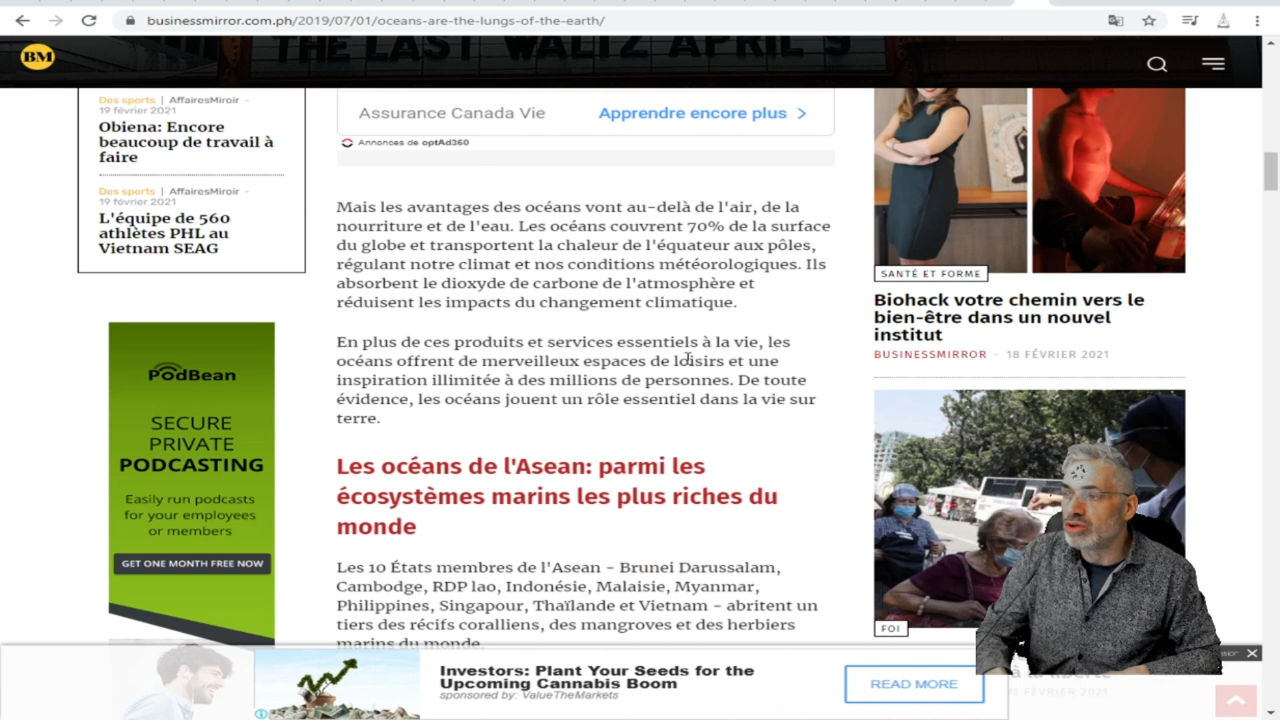 businessmirror.com.ph/2019/07/01/oceans-are-the-lungs-of-the-earth/
THE LAST WALTZ APRIL 9
BM
Des sports | AffairesMiroir -
19 février 2021
Obiena: Encore
beaucoup de travail à
faire
Des sports | AffairesMiroir -
19 février 2021
L'équipe de 560
athlètes PHL au
Vietnam SEAG
PodBean
SECURE
PRIVATE
PODCASTING
Easily run podcasts
for your employees
or members
GET ONE MONTH FREE NOW
Assurance Canada Vie
Apprendre encore plus
Annonces de optAd360
Mais les avantages des océans vont au-delà de l'air, de la
nourriture et de l'eau. Les océans couvrent 70% de la surface
du globe et transportent la chaleur de l'équateur aux pôles,
régulant notre climat et nos conditions météorologiques. Ils
absorbent le dioxyde de carbone de l'atmosphère et
réduisent les impacts du changement climatique.
En plus de ces produits et services essentiels à la vie, les
océans offrent de merveilleux espaces de loisirs et une
inspiration illimitée à des millions de personnes. De toute
évidence, les océans jouent un rôle essentiel dans la vie sur
terre.
Les océans de l'Asean: parmi les
écosystèmes marins les plus riches du
monde
Les 10 États membres de l'Asean - Brunei Darussalam,
Cambodge, RDP lao, Indonésie, Malaisie, Myanmar,
Philippines, Singapour, Thaïlande et Vietnam - abritent un
tiers des récifs coralliens, des mangroves et des herbiers
marins du monde.
SANTÉ ET FORME
Biohack votre chemin vers le
bien-être dans un nouvel
institut
BUSINESSMIRROR - 18 FÉVRIER 2021
FOI
à la liberté
FÉVRIER 2021
Investors: Plant Your Seeds for the
Upcoming Cannabis Boom
sponsored by: ValueTheMarkets
READ MORE